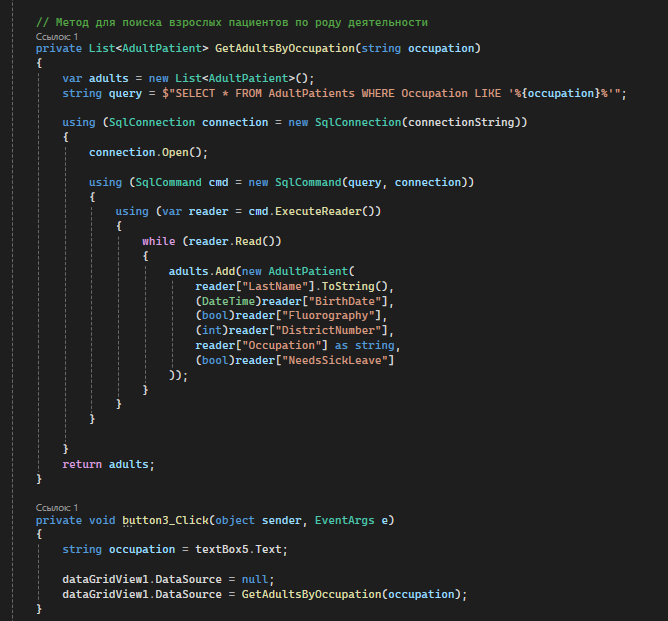 // Метод для поиска взрослых пациентов по роду деятельности
Ссылок: 1
private List<AdultPatient> GetAdultsByOccupation(string occupation)
{
    var adults = new List<AdultPatient>();
    string query = $"SELECT * FROM AdultPatients WHERE Occupation LIKE '%{occupation}%'";

    using (SqlConnection connection = new SqlConnection(connectionString))
    {
        connection.Open();

        using (SqlCommand cmd = new SqlCommand(query, connection))
        {
            using (var reader = cmd.ExecuteReader())
            {
                while (reader.Read())
                {
                    adults.Add(new AdultPatient(
                        reader["LastName"].ToString(),
                        (DateTime)reader["BirthDate"],
                        (bool)reader["Fluorography"],
                        (int)reader["DistrictNumber"],
                        reader["Occupation"] as string,
                        (bool)reader["NeedsSickLeave"]
                    ));
                }
            }
        }

    }
    return adults;
}

Ссылок: 1
private void button3_Click(object sender, EventArgs e)
{
    string occupation = textBox5.Text;

    dataGridView1.DataSource = null;
    dataGridView1.DataSource = GetAdultsByOccupation(occupation);
}